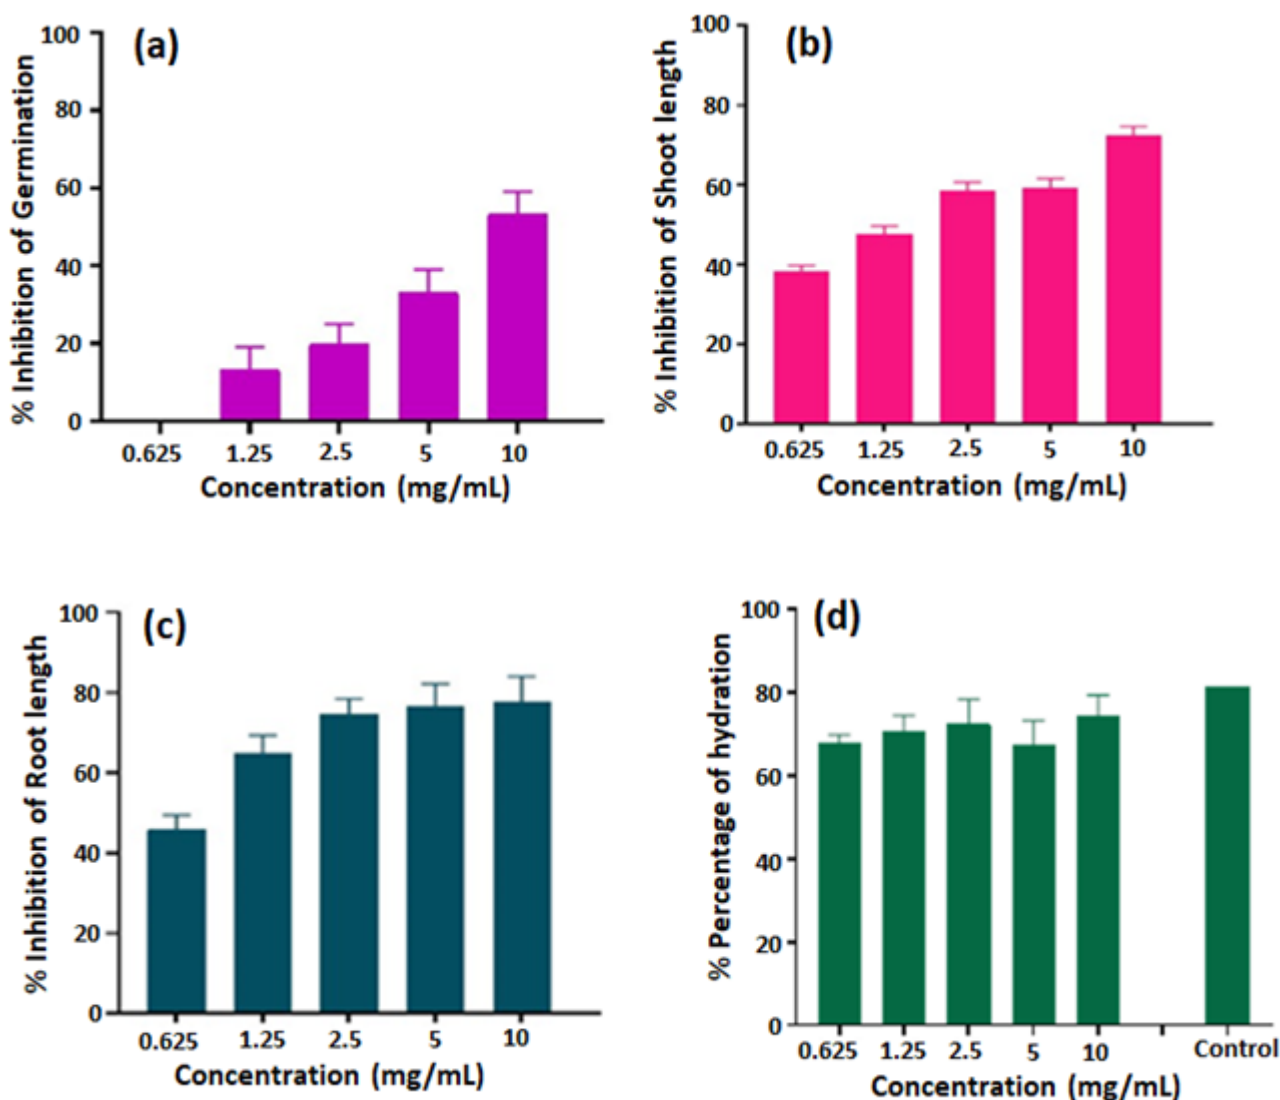 (a)
% Inhibition of Germination
100
80
60
40
20
0
0.625 1.25 2.5 5 10
Concentration (mg/mL)
(b)
% Inhibition of Shoot length
100
80
60
40
20
0
0.625 1.25 2.5 5 10
Concentration (mg/mL)
(c)
% Inhibition of Root length
100
80
60
40
20
0
0.625 1.25 2.5 5 10
Concentration (mg/mL)
(d)
% Percentage of hydration
100
80
60
40
20
0
0.625 1.25 2.5 5 10 Control
Concentration (mg/mL)